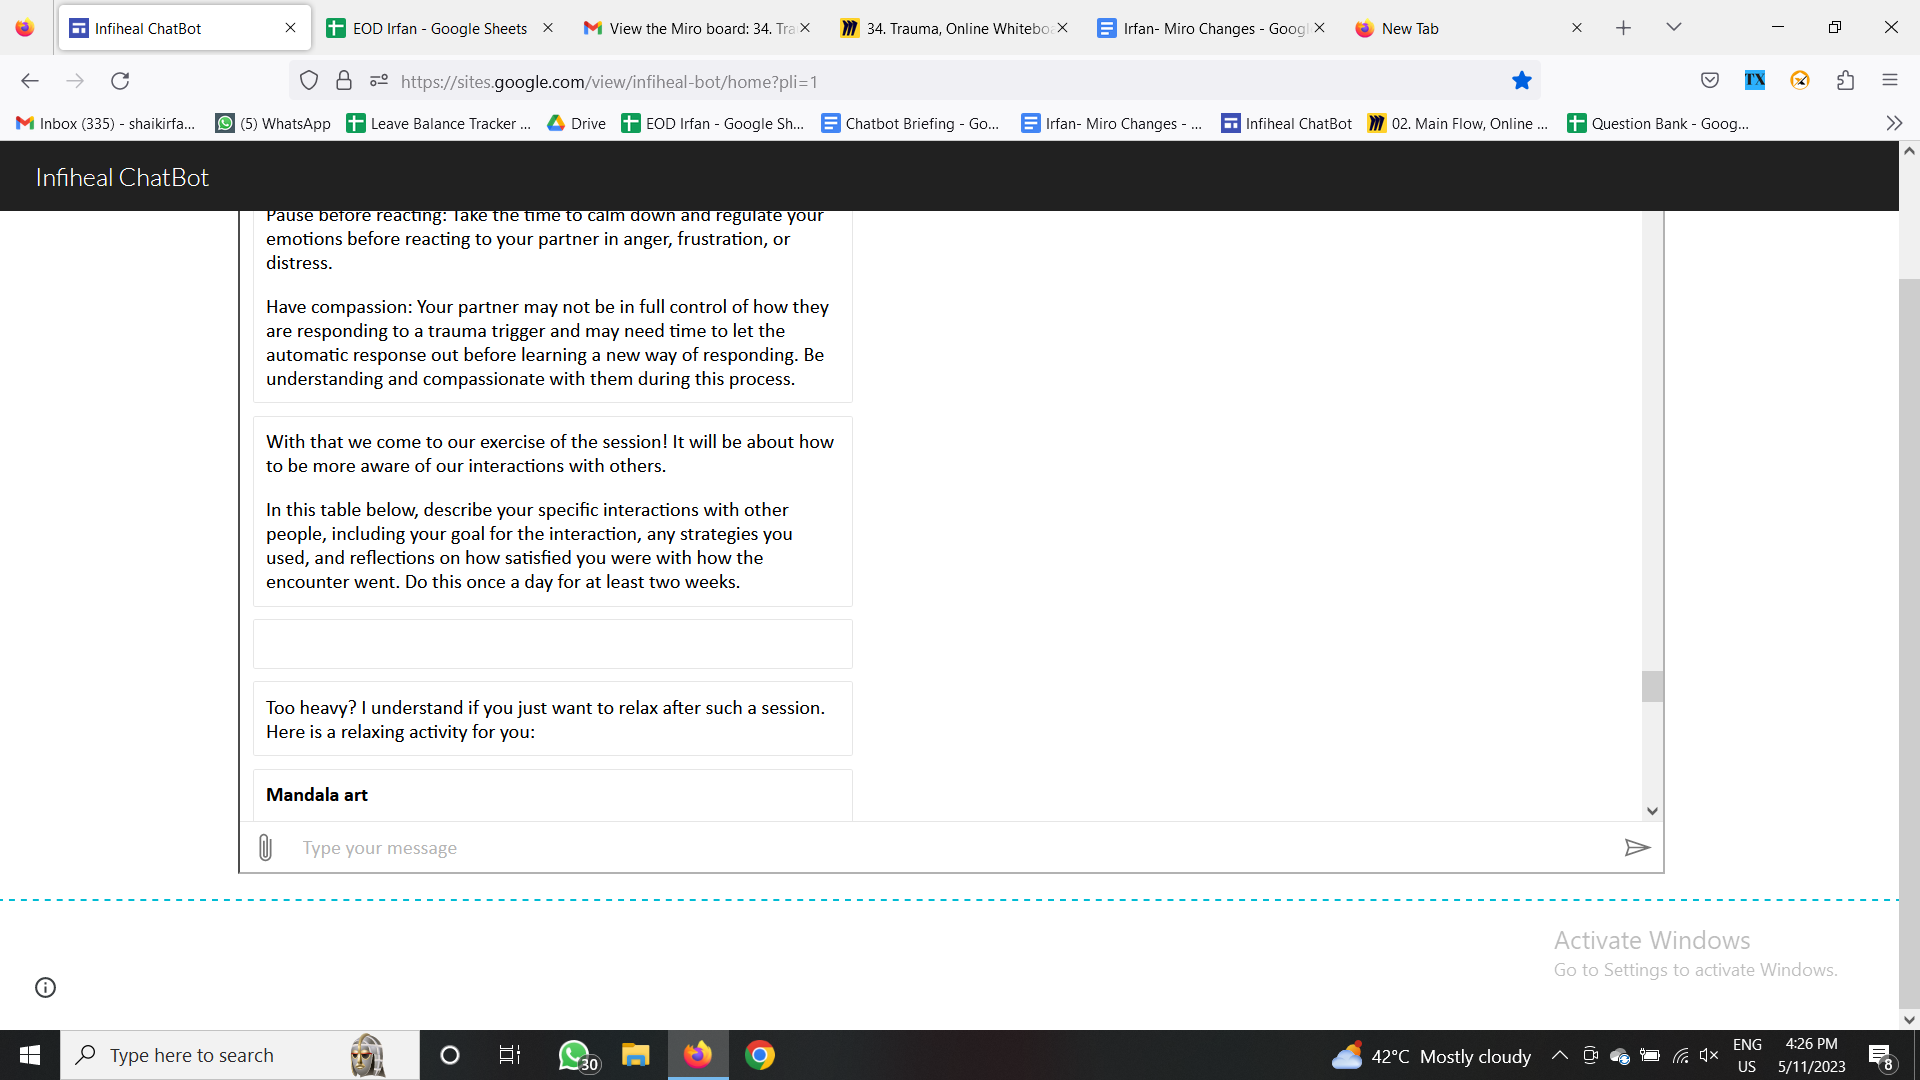 Infiheal ChatBot
EOD Irfan - Google Sheets
View the Miro board: 34. Tra
34. Trauma, Online Whitebo
Irfan- Miro Changes - Googl
New Tab
https://sites.google.com/view/infiheal-bot/home?pli=1
TX
Inbox (335) - shaikirfa...
(5) WhatsApp
Leave Balance Tracker ...
Drive
EOD Irfan - Google Sh...
Chatbot Briefing - Go...
Irfan- Miro Changes - ...
Infiheal ChatBot
02. Main Flow, Online ...
Question Bank - Goog...
Infiheal ChatBot
Pause before reacting: Take the time to calm down and regulate your
emotions before reacting to your partner in anger, frustration, or
distress.
Have compassion: Your partner may not be in full control of how they
are responding to a trauma trigger and may need time to let the
automatic response out before learning a new way of responding. Be
understanding and compassionate with them during this process.
With that we come to our exercise of the session! It will be about how
to be more aware of our interactions with others.
In this table below, describe your specific interactions with other
people, including your goal for the interaction, any strategies you
used, and reflections on how satisfied you were with how the
encounter went. Do this once a day for at least two weeks.
Too heavy? I understand if you just want to relax after such a session.
Here is a relaxing activity for you:
Mandala art
Type your message
Activate Windows
Go to Settings to activate Windows.
Type here to search
30
42°C Mostly cloudy
ENG
US
4:26 PM
5/11/2023
8